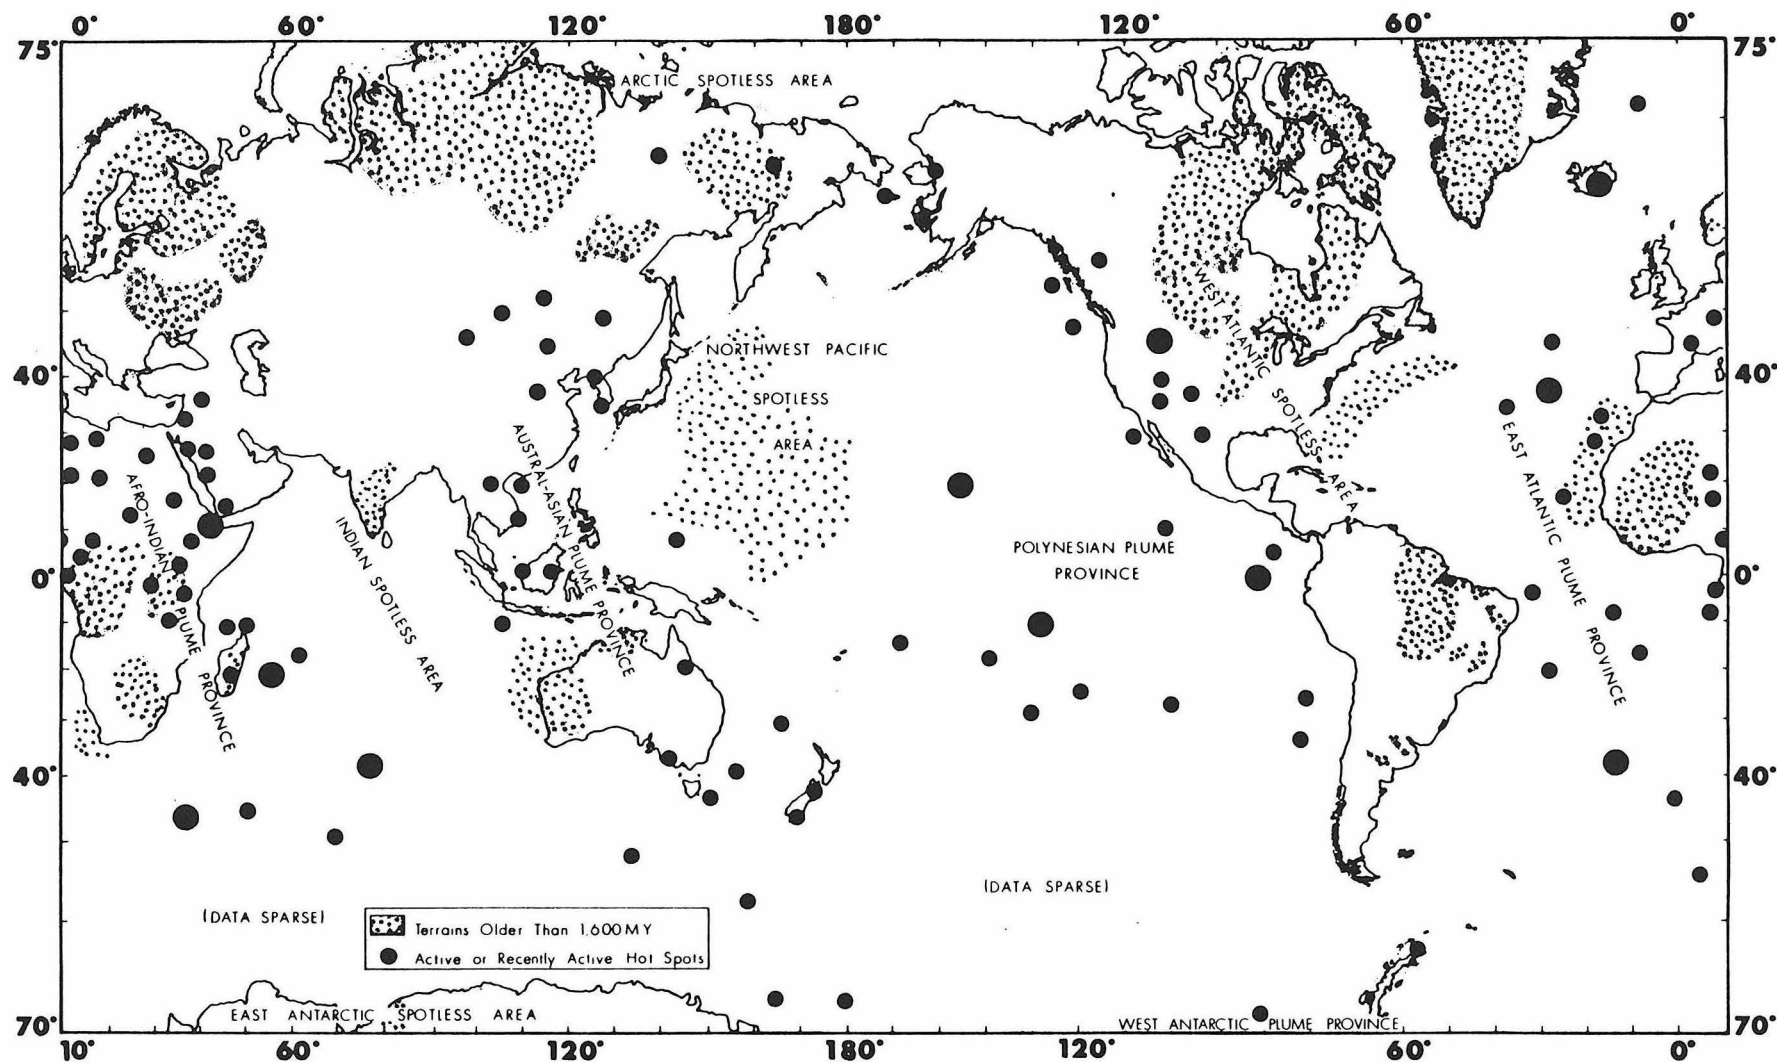 0° 60° 120° 180° 120° 60° 0°
75° 75°
ARCTIC SPOTLESS AREA
WEST ATLANTIC SPOTLESS AREA
NORTHWEST PACIFIC
SPOTLESS
AREA
40° 40°
AFRO-INDIAN PLUME PROVINCE
INDIAN SPOTLESS AREA
AUSTRAL-ASIAN PLUME PROVINCE
EAST ATLANTIC PLUME PROVINCE
POLYNESIAN PLUME
PROVINCE
0° 0°
40° 40°
(DATA SPARSE)
(DATA SPARSE)
Terrains Older Than 1,600 MY
Active or Recently Active Hot Spots
EAST ANTARCTIC SPOTLESS AREA
WEST ANTARCTIC PLUME PROVINCE
70° 70°
10° 60° 120° 180° 120° 60° 0°